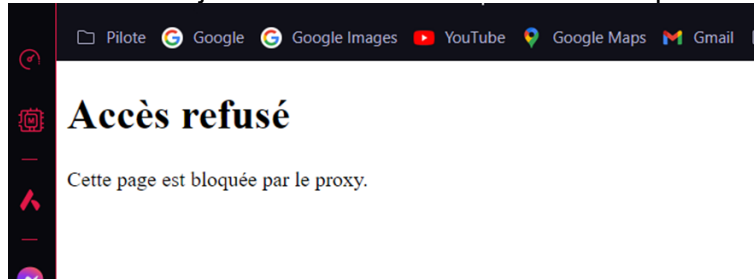 Pilote Google Google Images YouTube Google Maps Gmail
Accès refusé
Cette page est bloquée par le proxy.